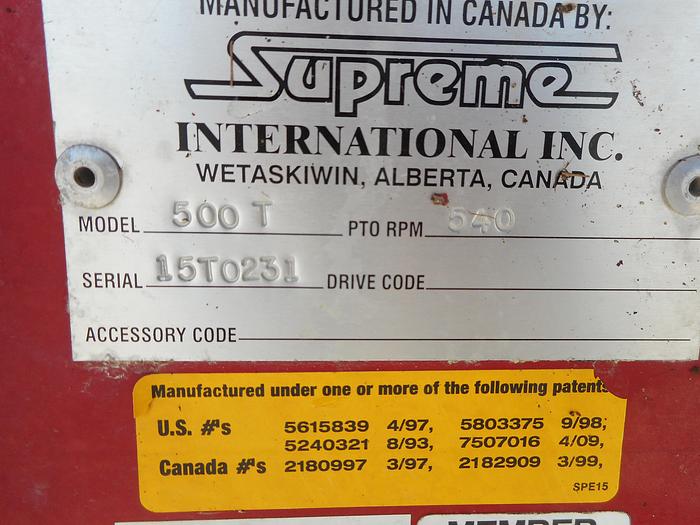 MANUFACTURED IN CANADA BY:
Supreme
INTERNATIONAL INC.
WETASKIWIN, ALBERTA, CANADA
MODEL 500 T PTO RPM 540
SERIAL 15T0231 DRIVE CODE
ACCESSORY CODE
Manufactured under one or more of the following patents
U.S. #'s 5615839 4/97, 5803375 9/98,
5240321 8/93, 7507016 4/09,
Canada #'s 2180997 3/97, 2182909 3/99,
SPE15
MEMBER